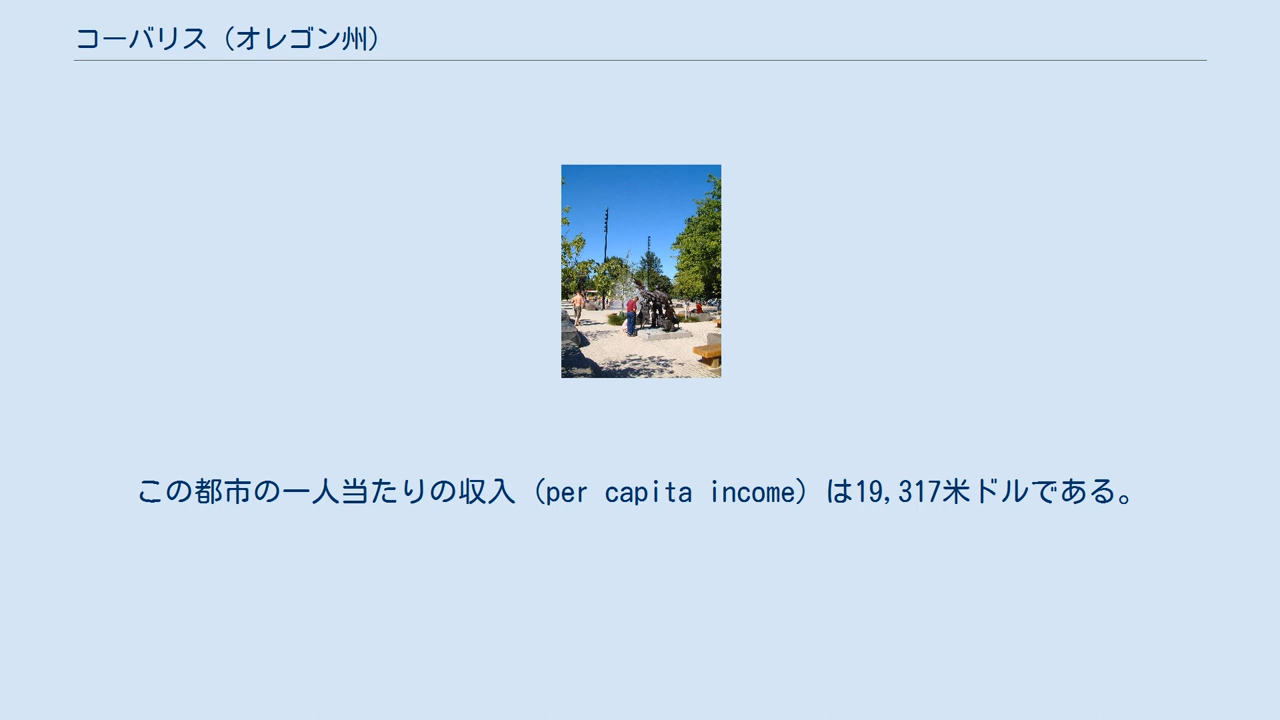 コーバリス（オレゴン州）
この都市の一人当たりの収入（per capita income）は19,317米ドルである。